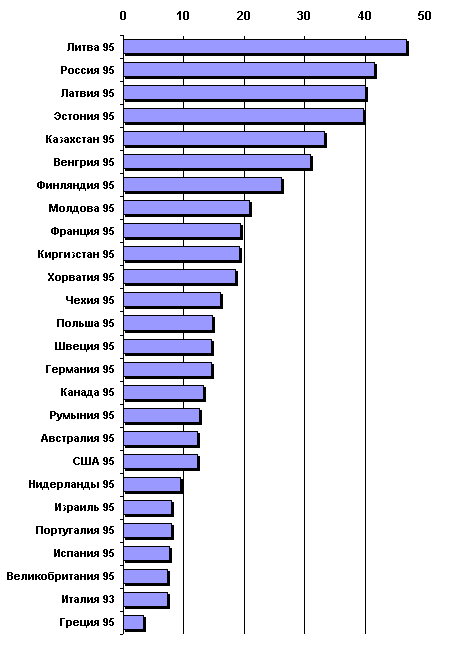 0 10 20 30 40 50
Литва 95
Россия 95
Латвия 95
Эстония 95
Казахстан 95
Венгрия 95
Финляндия 95
Молдова 95
Франция 95
Киргизстан 95
Хорватия 95
Чехия 95
Польша 95
Швеция 95
Германия 95
Канада 95
Румыния 95
Австралия 95
США 95
Нидерланды 95
Израиль 95
Португалия 95
Испания 95
Великобритания 95
Италия 93
Греция 95